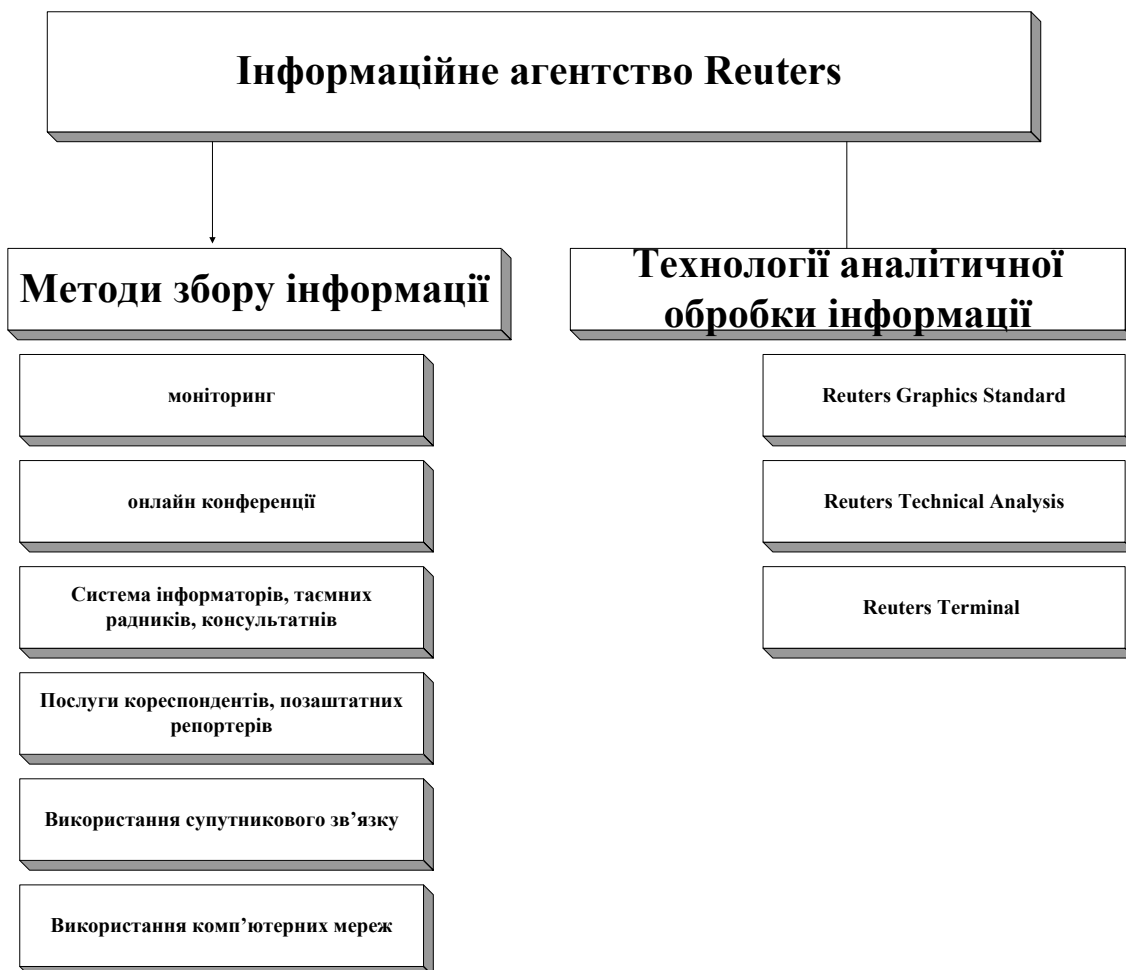 Інформаційне агентство Reuters
Методи збору інформації
Технології аналітичної
обробки інформації
моніторинг
онлайн конференції
Система інформаторів, таємних
радників, консультатнів
Послуги кореспондентів, позаштатних
репортерів
Використання супутникового зв’язку
Використання комп’ютерних мереж
Reuters Graphics Standard
Reuters Technical Analysis
Reuters Terminal